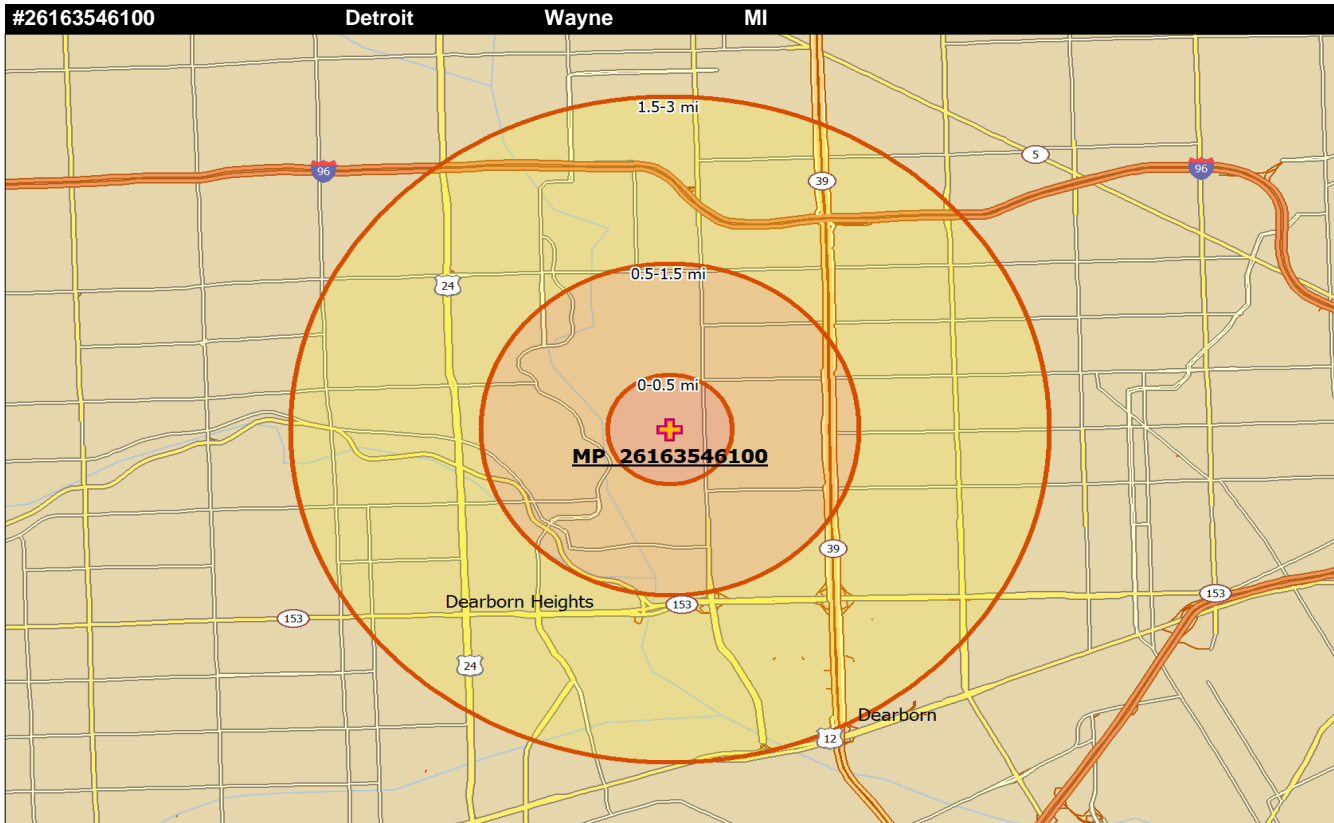 #26163546100 Detroit Wayne MI
1.5-3 mi
5
96
96
39
0.5-1.5 mi
24
0-0.5 mi
MP 26163546100
39
Dearborn Heights
153
153
153
24
Dearborn
12